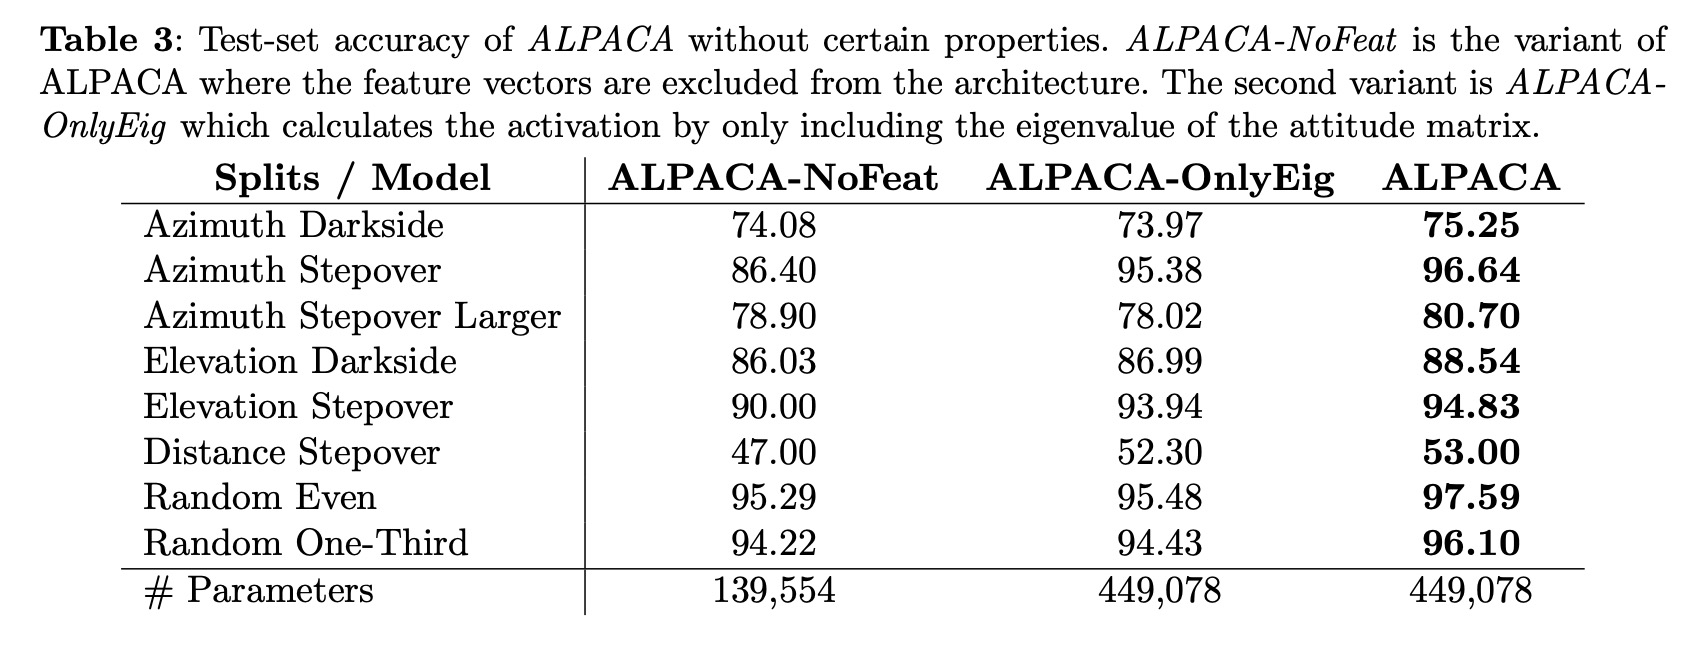 Table 3: Test-set accuracy of ALPACA without certain properties. ALPACA-NoFeat is the variant of
ALPACA where the feature vectors are excluded from the architecture. The second variant is ALPACA-
OnlyEig which calculates the activation by only including the eigenvalue of the attitude matrix.
Splits / Model ALPACA-NoFeat ALPACA-OnlyEig ALPACA
Azimuth Darkside 74.08 73.97 75.25
Azimuth Stepover 86.40 95.38 96.64
Azimuth Stepover Larger 78.90 78.02 80.70
Elevation Darkside 86.03 86.99 88.54
Elevation Stepover 90.00 93.94 94.83
Distance Stepover 47.00 52.30 53.00
Random Even 95.29 95.48 97.59
Random One-Third 94.22 94.43 96.10
# Parameters 139,554 449,078 449,078